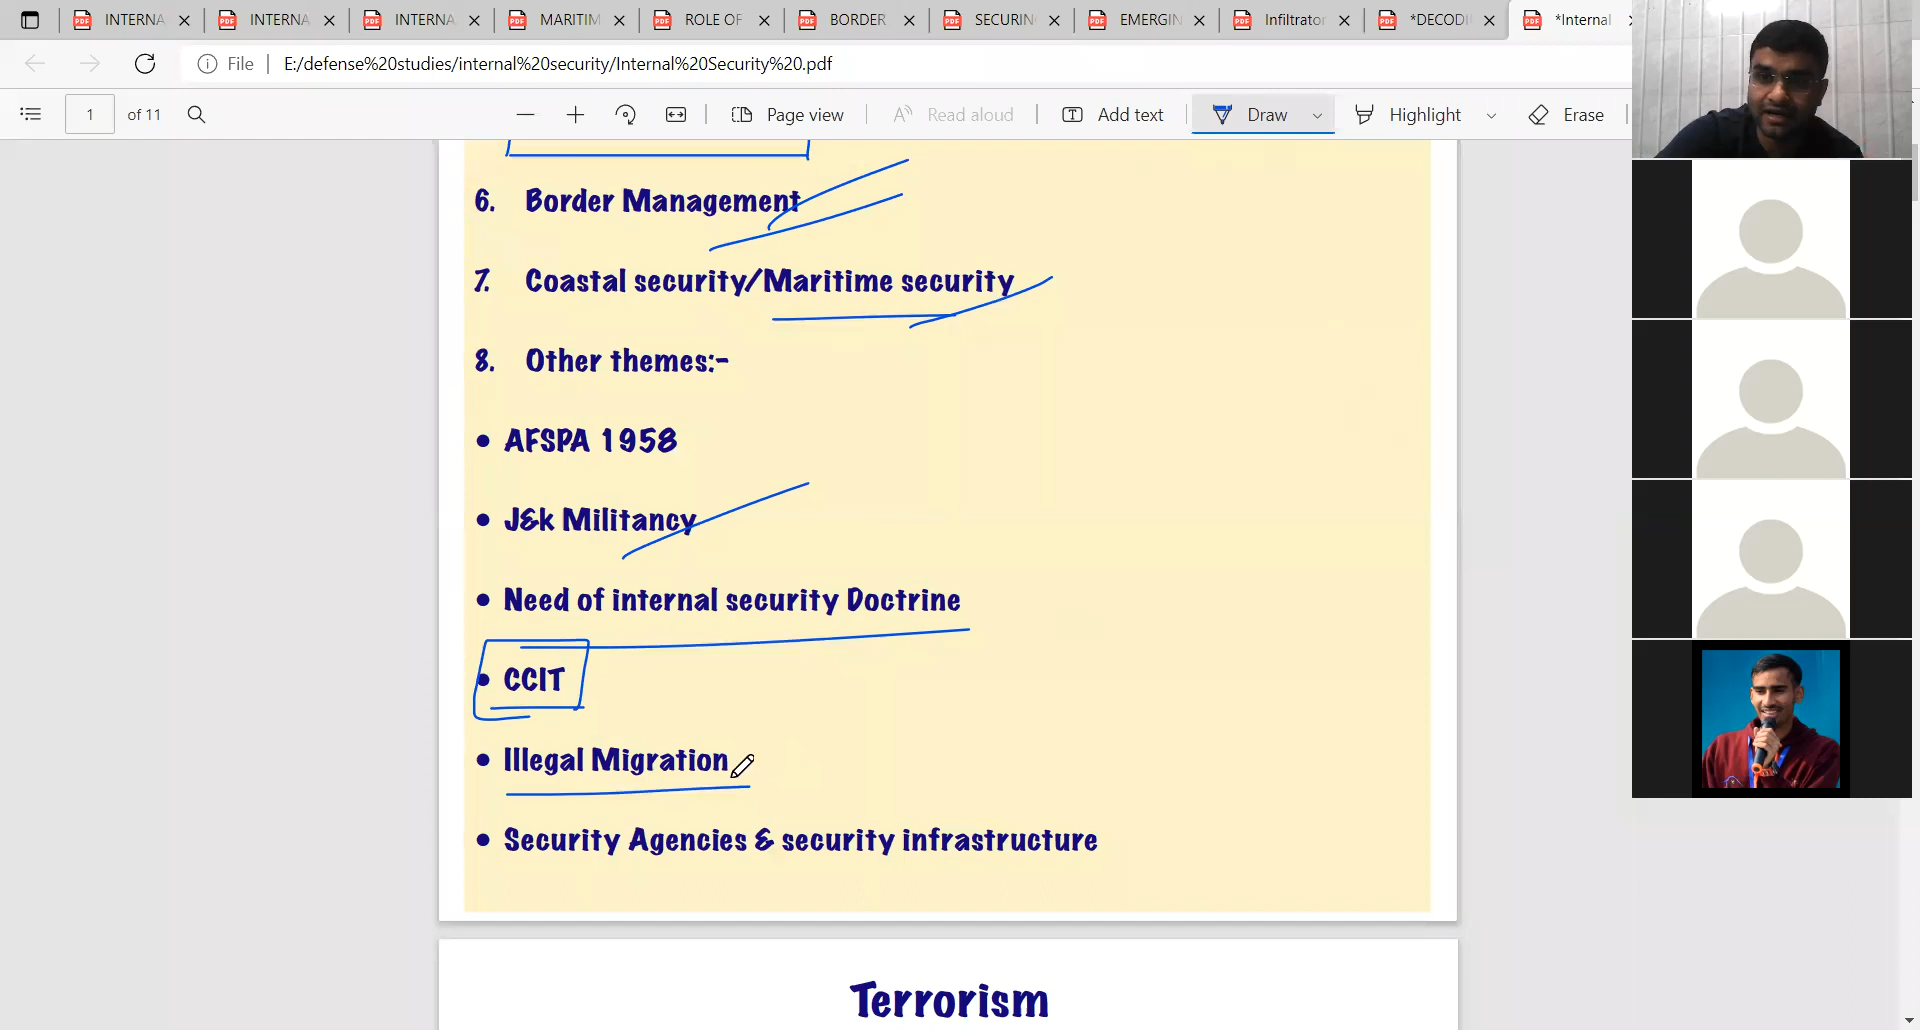 INTERNA
INTERNA
INTERNA
MARITIM
ROLE OF
BORDER
SECURIN
EMERGIN
Infiltrator
*DECODI
*Internal
File
E:/defense%20studies/internal%20security/Internal%20Security%20.pdf
1 of 11
Page view
Read aloud
Add text
Draw
Highlight
Erase
6. Border Management
7. Coastal security/Maritime security
8. Other themes:-
• AFSPA 1958
• J&k Militancy
• Need of internal security Doctrine
• CCIT
• Illegal Migration
• Security Agencies & security infrastructure
Terrorism